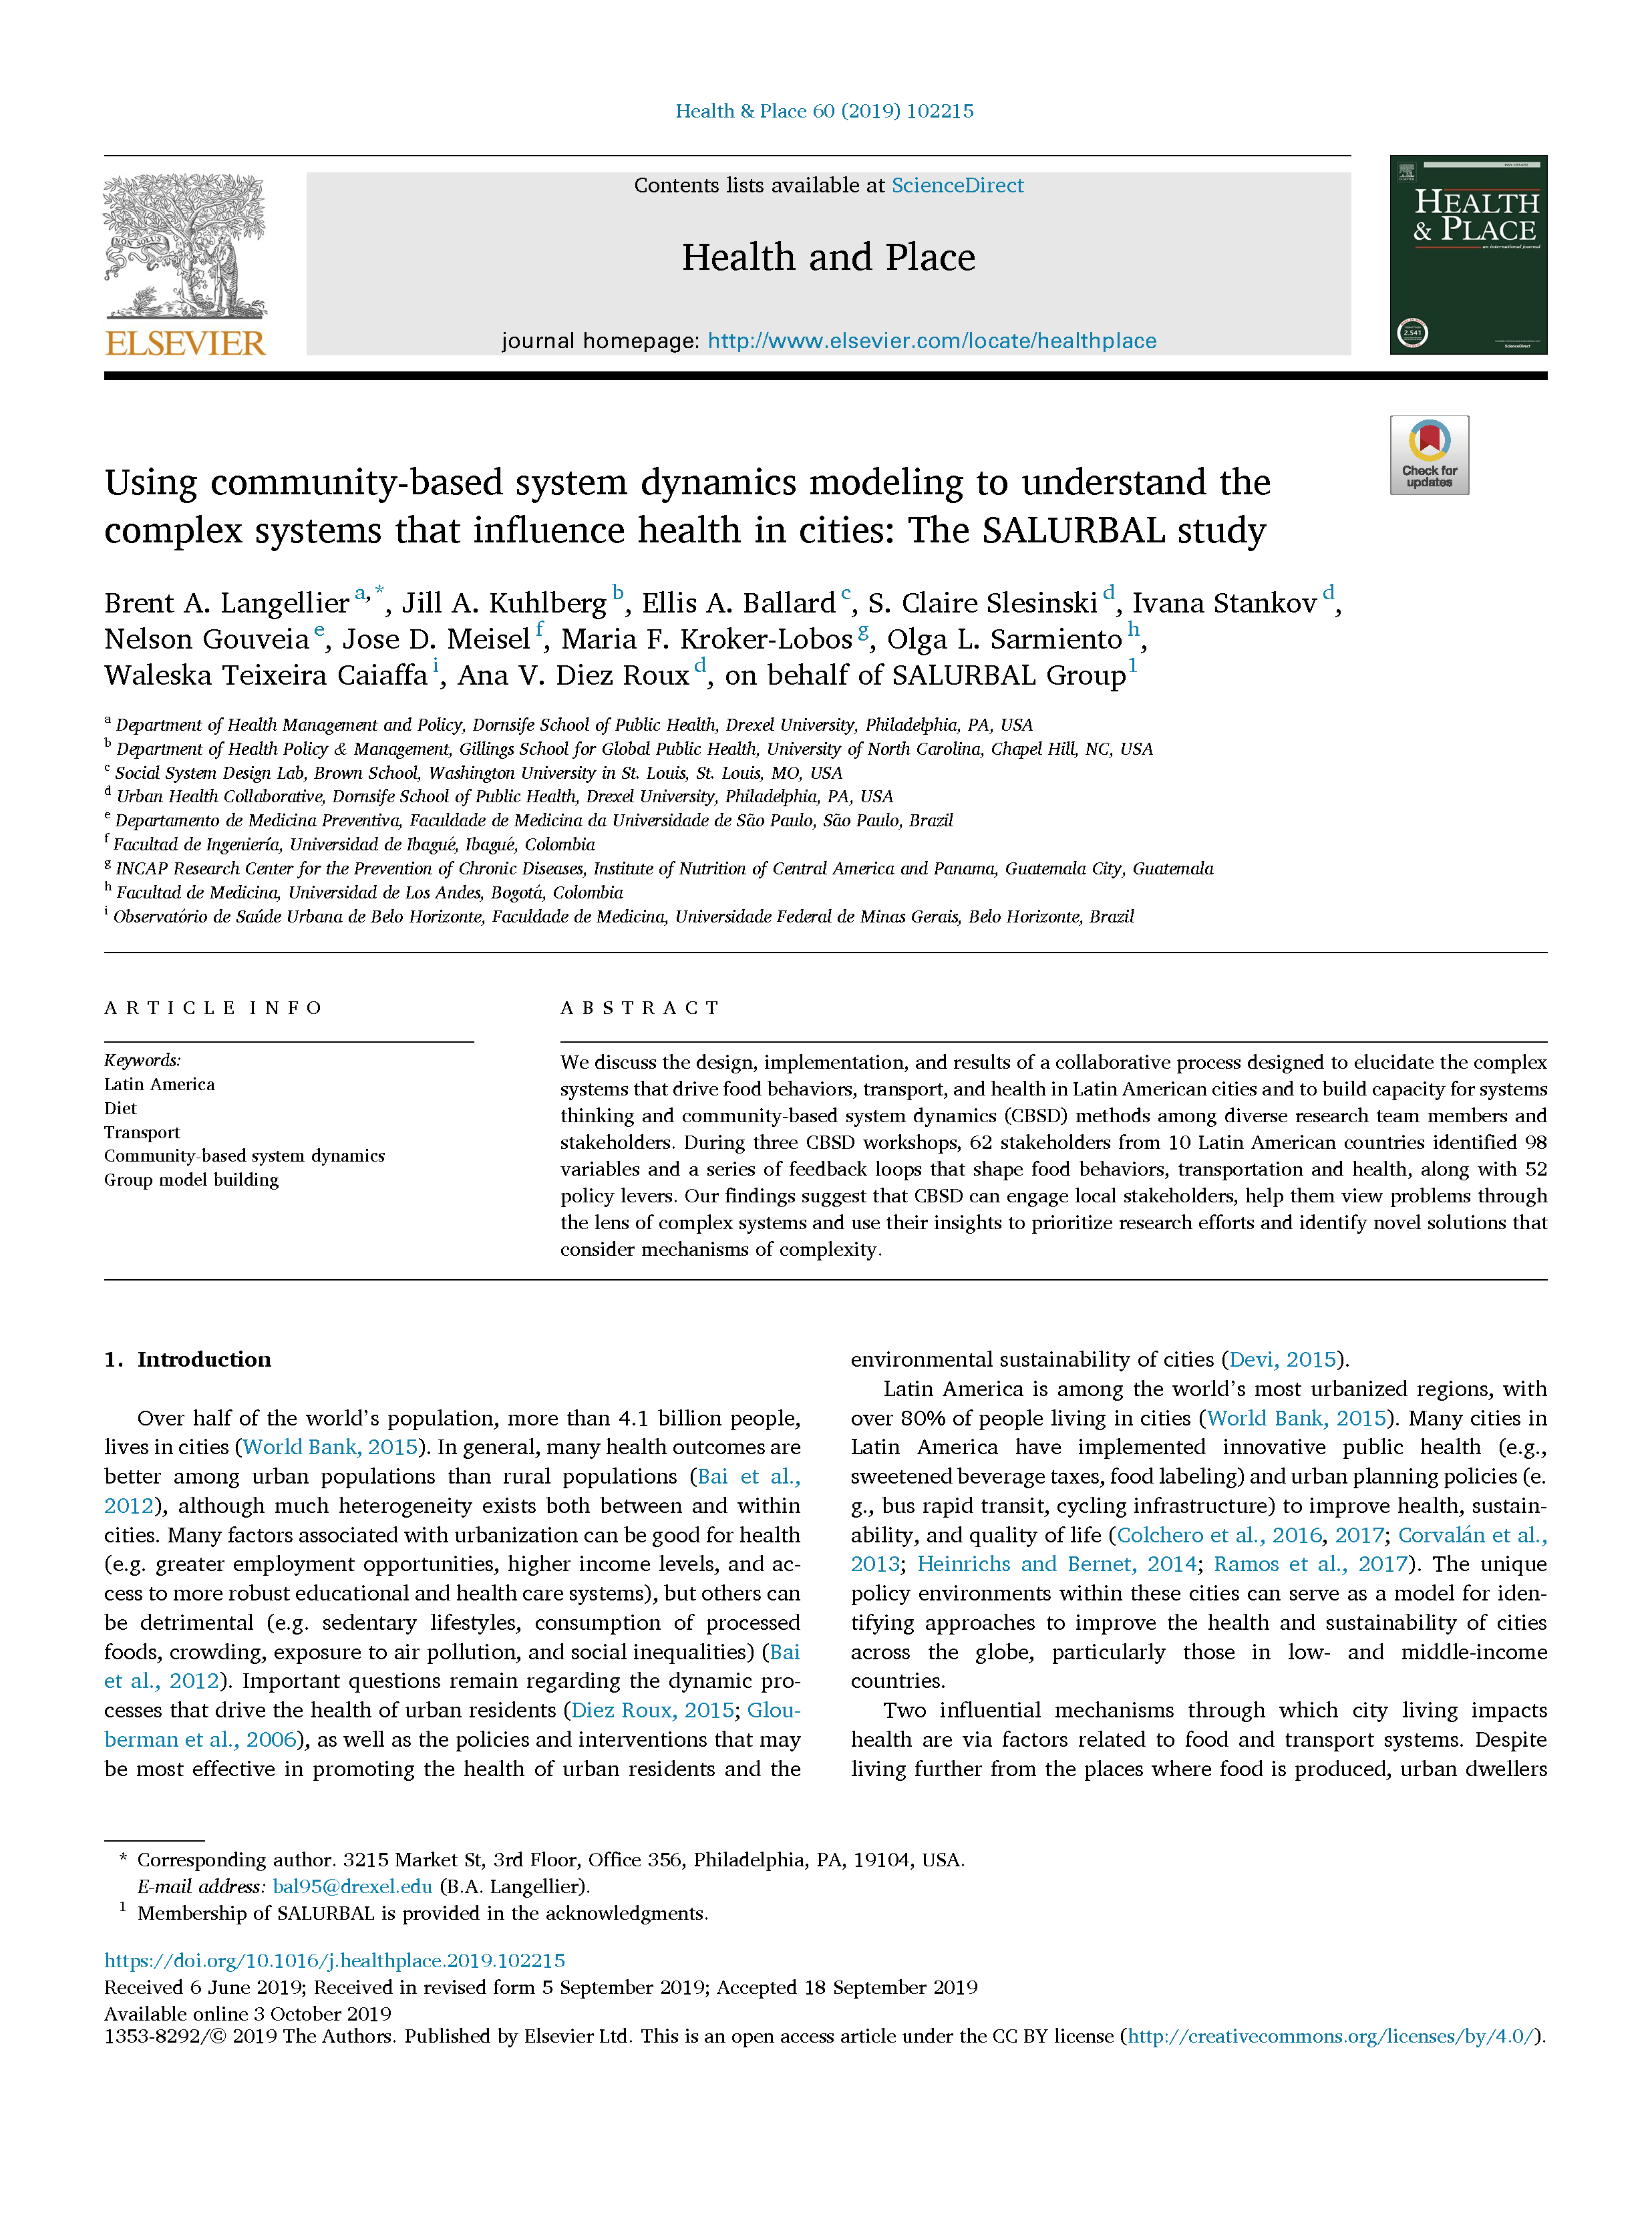 Health & Place 60 (2019) 102215
Contents lists available at ScienceDirect
Health and Place
journal homepage: http://www.elsevier.com/locate/healthplace
NON SOLUS
ELSEVIER
HEALTH
& PLACE
an international journal
2.541
ScienceDirect
Check for
updates
Using community-based system dynamics modeling to understand the
complex systems that influence health in cities: The SALURBAL study
Brent A. Langellier a,*, Jill A. Kuhlberg b, Ellis A. Ballard c, S. Claire Slesinski d, Ivana Stankov d,
Nelson Gouveia e, Jose D. Meisel f, Maria F. Kroker-Lobos g, Olga L. Sarmiento h,
Waleska Teixeira Caiaffa i, Ana V. Diez Roux d, on behalf of SALURBAL Group1
a Department of Health Management and Policy, Dornsife School of Public Health, Drexel University, Philadelphia, PA, USA
b Department of Health Policy & Management, Gillings School for Global Public Health, University of North Carolina, Chapel Hill, NC, USA
c Social System Design Lab, Brown School, Washington University in St. Louis, St. Louis, MO, USA
d Urban Health Collaborative, Dornsife School of Public Health, Drexel University, Philadelphia, PA, USA
e Departamento de Medicina Preventiva, Faculdade de Medicina da Universidade de São Paulo, São Paulo, Brazil
f Facultad de Ingeniería, Universidad de Ibagué, Ibagué, Colombia
g INCAP Research Center for the Prevention of Chronic Diseases, Institute of Nutrition of Central America and Panama, Guatemala City, Guatemala
h Facultad de Medicina, Universidad de Los Andes, Bogotá, Colombia
i Observatório de Saúde Urbana de Belo Horizonte, Faculdade de Medicina, Universidade Federal de Minas Gerais, Belo Horizonte, Brazil
ARTICLE INFO
Keywords:
Latin America
Diet
Transport
Community-based system dynamics
Group model building
ABSTRACT
We discuss the design, implementation, and results of a collaborative process designed to elucidate the complex
systems that drive food behaviors, transport, and health in Latin American cities and to build capacity for systems
thinking and community-based system dynamics (CBSD) methods among diverse research team members and
stakeholders. During three CBSD workshops, 62 stakeholders from 10 Latin American countries identified 98
variables and a series of feedback loops that shape food behaviors, transportation and health, along with 52
policy levers. Our findings suggest that CBSD can engage local stakeholders, help them view problems through
the lens of complex systems and use their insights to prioritize research efforts and identify novel solutions that
consider mechanisms of complexity.
1. Introduction
Over half of the world's population, more than 4.1 billion people,
lives in cities (World Bank, 2015). In general, many health outcomes are
better among urban populations than rural populations (Bai et al.,
2012), although much heterogeneity exists both between and within
cities. Many factors associated with urbanization can be good for health
(e.g. greater employment opportunities, higher income levels, and ac-
cess to more robust educational and health care systems), but others can
be detrimental (e.g. sedentary lifestyles, consumption of processed
foods, crowding, exposure to air pollution, and social inequalities) (Bai
et al., 2012). Important questions remain regarding the dynamic pro-
cesses that drive the health of urban residents (Diez Roux, 2015; Glou-
berman et al., 2006), as well as the policies and interventions that may
be most effective in promoting the health of urban residents and the
environmental sustainability of cities (Devi, 2015).
Latin America is among the world's most urbanized regions, with
over 80% of people living in cities (World Bank, 2015). Many cities in
Latin America have implemented innovative public health (e.g.,
sweetened beverage taxes, food labeling) and urban planning policies (e.
g., bus rapid transit, cycling infrastructure) to improve health, sustain-
ability, and quality of life (Colchero et al., 2016, 2017; Corvalán et al.,
2013; Heinrichs and Bernet, 2014; Ramos et al., 2017). The unique
policy environments within these cities can serve as a model for iden-
tifying approaches to improve the health and sustainability of cities
across the globe, particularly those in low- and middle-income
countries.
Two influential mechanisms through which city living impacts
health are via factors related to food and transport systems. Despite
living further from the places where food is produced, urban dwellers
* Corresponding author. 3215 Market St, 3rd Floor, Office 356, Philadelphia, PA, 19104, USA.
E-mail address: bal95@drexel.edu (B.A. Langellier).
1 Membership of SALURBAL is provided in the acknowledgments.
https://doi.org/10.1016/j.healthplace.2019.102215
Received 6 June 2019; Received in revised form 5 September 2019; Accepted 18 September 2019
Available online 3 October 2019
1353-8292/© 2019 The Authors. Published by Elsevier Ltd. This is an open access article under the CC BY license (http://creativecommons.org/licenses/by/4.0/).